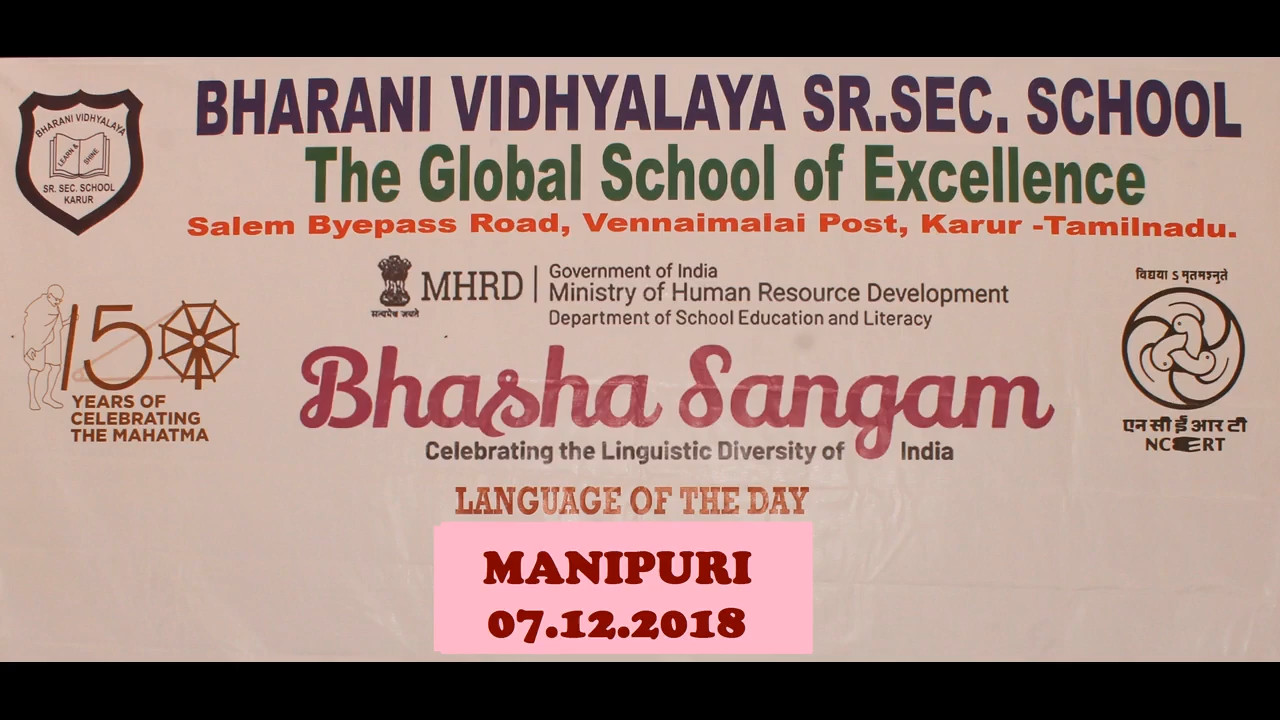 BHARANI VIDHYALAYA SR.SEC. SCHOOL
The Global School of Excellence
Salem Byepass Road, Vennaimalai Post, Karur -Tamilnadu.
BHARANI VIDHYALAYA
LEARN & SHINE
SR. SEC. SCHOOL
KARUR
सत्यमेव जयते
MHRD
Government of India
Ministry of Human Resource Development
Department of School Education and Literacy
150
YEARS OF
CELEBRATING
THE MAHATMA
Bhasha Sangam
Celebrating the Linguistic Diversity of India
विद्यया ऽ मृतमश्नुते
एन सी ई आर टी
NCERT
LANGUAGE OF THE DAY
MANIPURI
07.12.2018